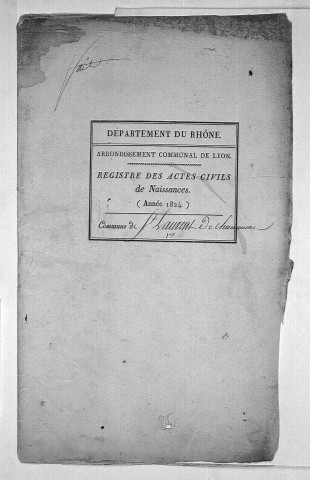 Fait
DÉPARTEMENT DU RHÔNE.
ARRONDISSEMENT COMMUNAL DE LYON.
REGISTRE DES ACTES CIVILS
de Naissances.
( Année 1824. )
Commune de St Laurent de chamousset